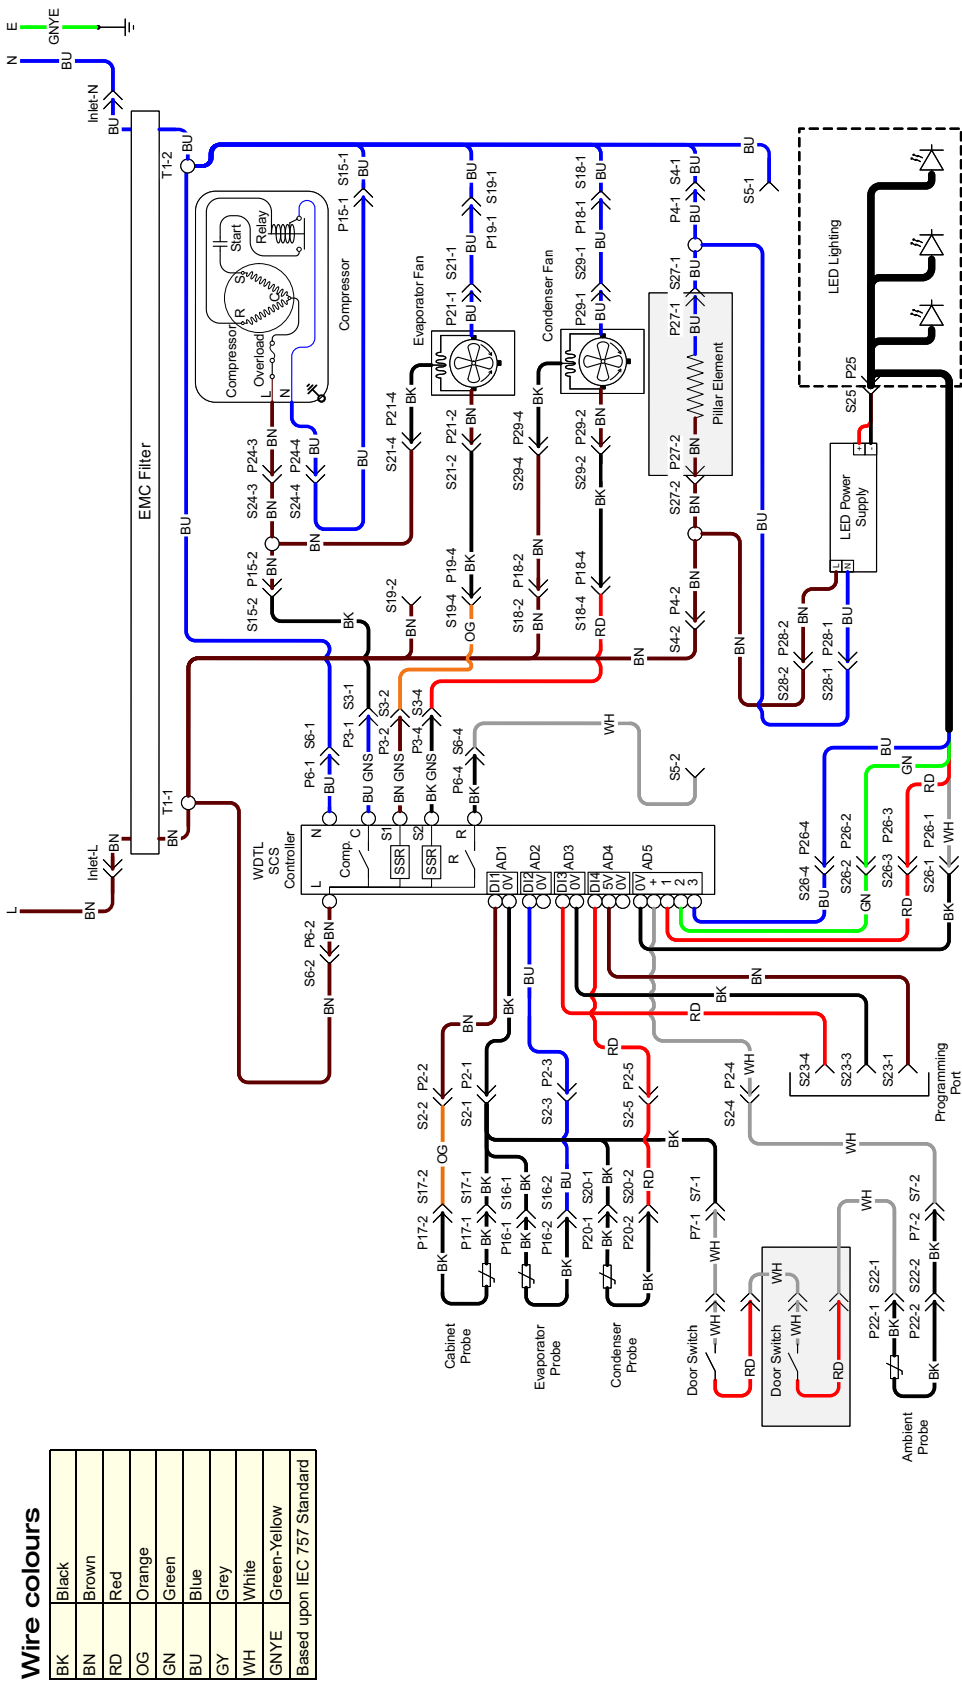 Wire colours
BK Black
BN Brown
RD Red
OG Orange
GN Green
BU Blue
GY Grey
WH White
GNYE Green-Yellow
Based upon IEC 757 Standard
L
N
E
BN
BU
GNYE
Inlet-L
Inlet-N
BN
BU
EMC Filter
BN
BU
T1-1
T1-2
BU
Compressor
Overload
L
N
R
S
C
Start
Relay
S6-2
P6-2
BN
BN
WDTL
SCS
Controller
L
N
Comp.
C
SSR
S1
SSR
S2
R
R
P6-1
S6-1
BU
P3-1
S3-1
BU GNS
P3-2
S3-2
BN GNS
P3-4
S3-4
BK GNS
P6-4
S6-4
BK
WH
S5-2
S15-2
P15-2
BK
BN
S24-3
P24-3
BN
BN
S24-4
P24-4
BU
BU
BN
P15-1
S15-1
BU
Compressor
S19-2
BN
S21-4
P21-4
BK
Evaporator Fan
S19-4
P19-4
OG
BK
S21-2
P21-2
BN
P21-1
S21-1
BU
BU
P19-1
S19-1
BU
S18-2
P18-2
BN
BN
S29-4
P29-4
BK
Condenser Fan
S18-4
P18-4
RD
BK
S29-2
P29-2
BN
P29-1
S29-1
BU
BU
P18-1
S18-1
BU
BN
S4-2
P4-2
BN
S27-2
P27-2
BN
BN
Pillar Element
P27-1
S27-1
BU
BU
P4-1
S4-1
BU
BU
S5-1
BU
BN
BU
S28-2
P28-2
BN
S28-1
P28-1
BU
LED Power
Supply
L
N
+
-
S25
P25
LED Lighting
DI1
0V
AD1
DI2
0V
AD2
DI3
0V
AD3
DI4
5V
0V
AD4
0V
+
1
2
3
AD5
S26-4
P26-4
BU
BU
S26-2
P26-2
GN
GN
S26-3
P26-3
RD
RD
S26-1
P26-1
BK
WH
BN
BK
BU
RD
RD
BK
BN
S23-4
S23-3
S23-1
Programming
Port
S2-2
P2-2
S2-1
P2-1
S2-3
P2-3
S2-5
P2-5
S2-4
P2-4
WH
OG
BK
WH
P17-2
S17-2
BK
P17-1
S17-1
BK
BK
Cabinet
Probe
P16-1
S16-1
BK
BK
P16-2
S16-2
BK
BU
Evaporator
Probe
P20-1
S20-1
BK
BK
P20-2
S20-2
BK
RD
Condenser
Probe
P7-1
S7-1
WH
WH
Door Switch
RD
WH
WH
Door Switch
RD
WH
P22-1
S22-1
BK
P22-2
S22-2
BK
BK
P7-2
S7-2
Ambient
Probe